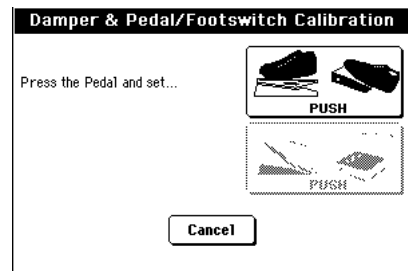 Damper & Pedal/Footswitch Calibration
Press the Pedal and set...
PUSH
PUSH
Cancel